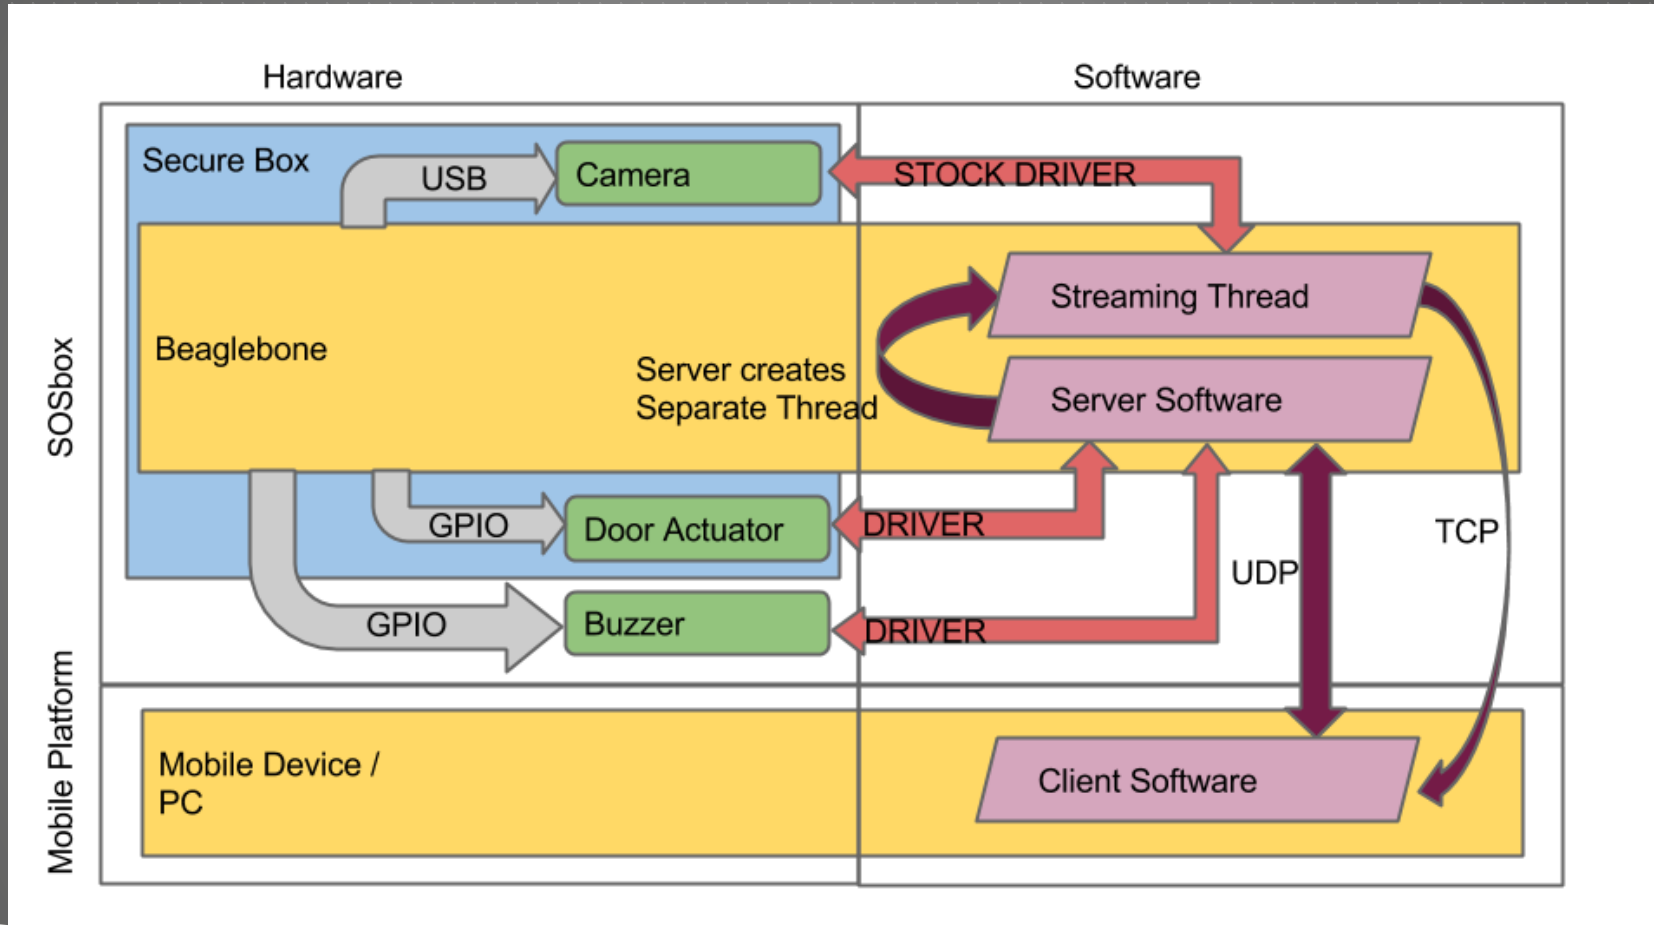 Hardware
Software
Secure Box
USB
Camera
STOCK DRIVER
Streaming Thread
Beaglebone
Server creates
Separate Thread
Server Software
SOSbox
GPIO
Door Actuator
DRIVER
TCP
UDP
GPIO
Buzzer
DRIVER
Mobile Platform
Mobile Device /
PC
Client Software